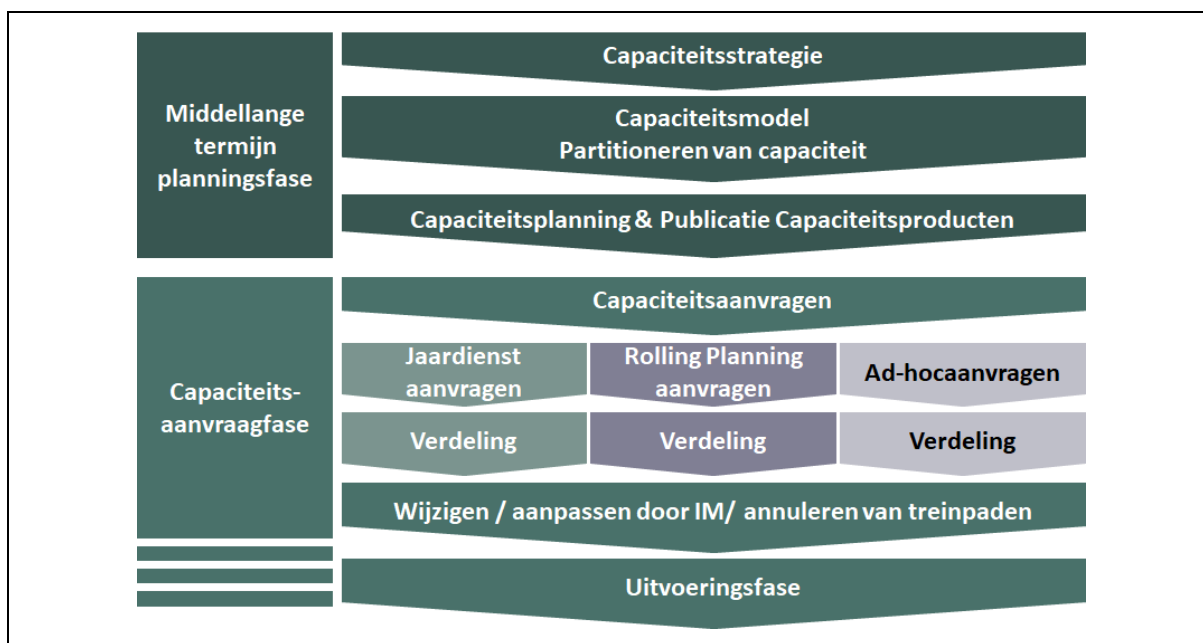 Middellange
termijn
planningsfase
Capaciteitsstrategie
Capaciteitsmodel
Partitioneren van capaciteit
Capaciteitsplanning & Publicatie Capaciteitsproducten
Capaciteits-
aanvraagfase
Capaciteitsaanvragen
Jaardienst
aanvragen
Rolling Planning
aanvragen
Ad-hocaanvragen
Verdeling
Verdeling
Verdeling
Wijzigen / aanpassen door IM/ annuleren van treinpaden
Uitvoeringsfase